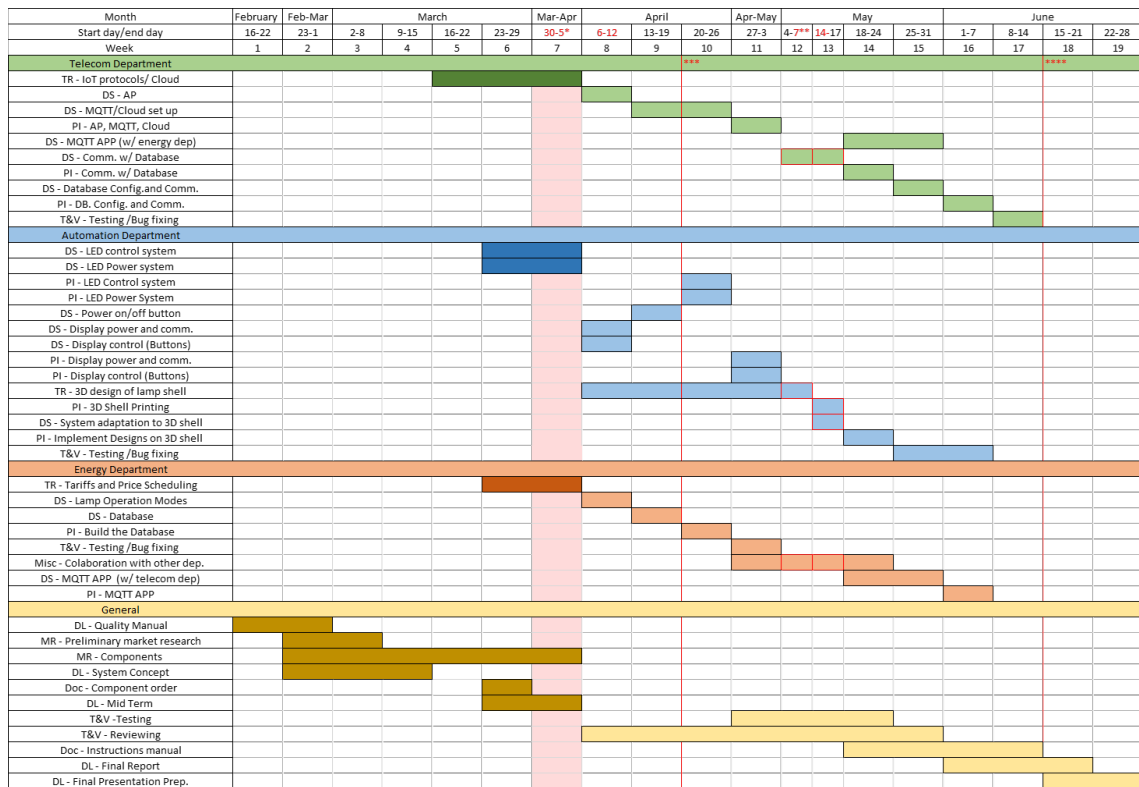 Month February Feb-Mar March Mar-Apr April Apr-May May June
Start day/end day 16-22 23-1 2-8 9-15 16-22 23-29 30-5* 6-12 13-19 20-26 27-3 4-7** 14-17 18-24 25-31 1-7 8-14 15 -21 22-28
Week 1 2 3 4 5 6 7 8 9 10 11 12 13 14 15 16 17 18 19
Telecom Department *** ****
TR - IoT protocols/ Cloud
DS - AP
DS - MQTT/Cloud set up
PI - AP, MQTT, Cloud
DS - MQTT APP (w/ energy dep)
DS - Comm. w/ Database
PI - Comm. w/ Database
DS - Database Config.and Comm.
PI - DB. Config. and Comm.
T&V - Testing /Bug fixing
Automation Department
DS - LED control system
DS - LED Power system
PI - LED Control system
PI - LED Power System
DS - Power on/off button
DS - Display power and comm.
DS - Display control (Buttons)
PI - Display power and comm.
PI - Display control (Buttons)
TR - 3D design of lamp shell
PI - 3D Shell Printing
DS - System adaptation to 3D shell
PI - Implement Designs on 3D shell
T&V - Testing /Bug fixing
Energy Department
TR - Tariffs and Price Scheduling
DS - Lamp Operation Modes
DS - Database
PI - Build the Database
T&V - Testing /Bug fixing
Misc - Colaboration with other dep.
DS - MQTT APP (w/ telecom dep)
PI - MQTT APP
General
DL - Quality Manual
MR - Preliminary market research
MR - Components
DL - System Concept
Doc - Component order
DL - Mid Term
T&V -Testing
T&V - Reviewing
Doc - Instructions manual
DL - Final Report
DL - Final Presentation Prep.